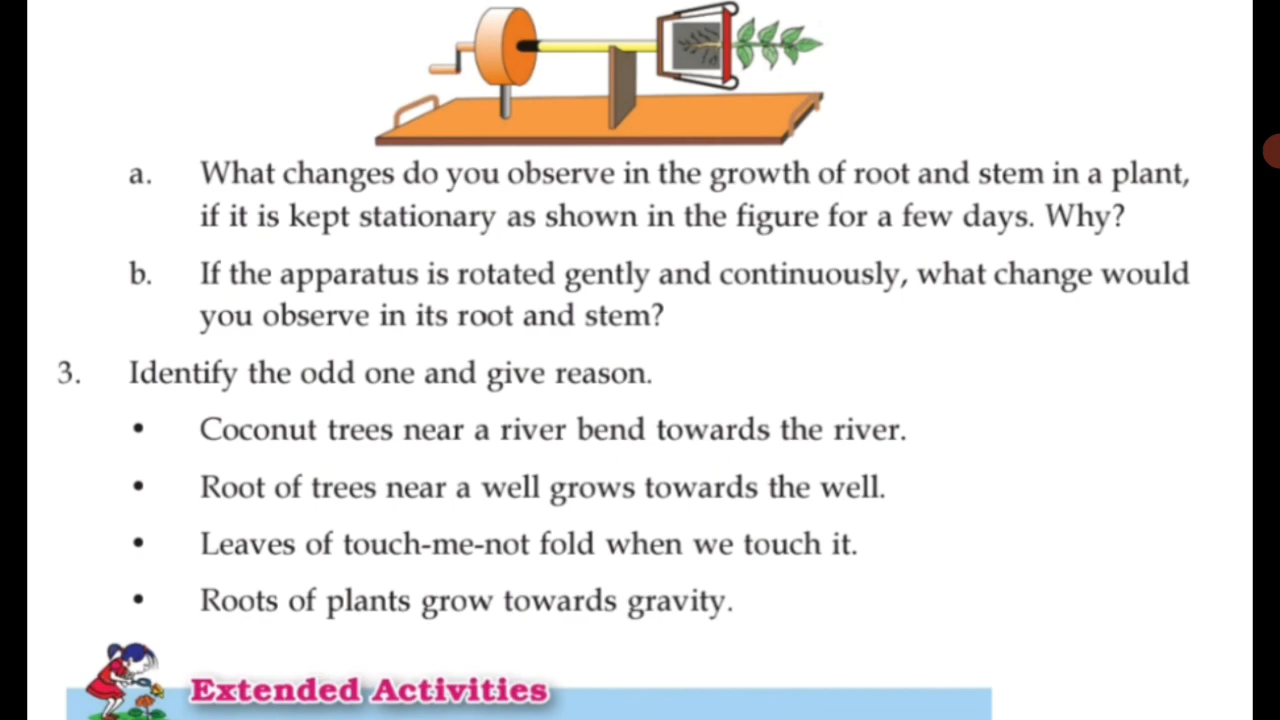 a. What changes do you observe in the growth of root and stem in a plant,
if it is kept stationary as shown in the figure for a few days. Why?
b. If the apparatus is rotated gently and continuously, what change would
you observe in its root and stem?
3. Identify the odd one and give reason.
• Coconut trees near a river bend towards the river.
• Root of trees near a well grows towards the well.
• Leaves of touch-me-not fold when we touch it.
• Roots of plants grow towards gravity.
Extended Activities